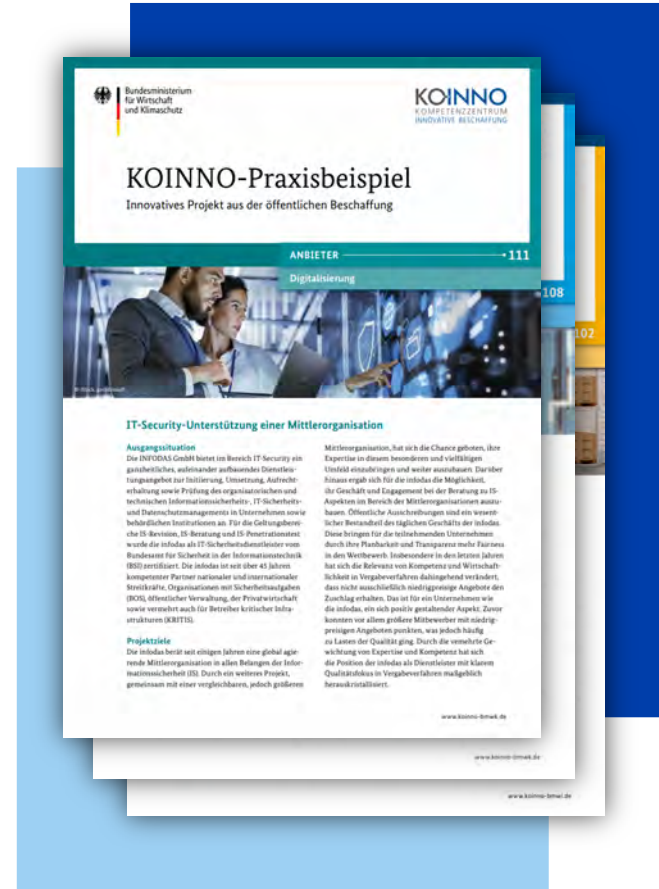 Bundesministerium
für Wirtschaft
und Klimaschutz
KOINNO
KOMPETENZZENTRUM
INNOVATIVE BESCHAFFUNG
KOINNO-Praxisbeispiel
Innovatives Projekt aus der öffentlichen Beschaffung
ANBIETER
111
Digitalisierung
108
102
IT-Security-Unterstützung einer Mittlerorganisation
Ausgangssituation
Die INFODAS GmbH bietet im Bereich IT-Security ein
ganzheitliches, aufeinander aufbauendes Dienstleis-
tungsangebot zur Initiierung, Umsetzung, Aufrecht-
erhaltung sowie Prüfung des organisatorischen und
technischen Informationssicherheits-, IT-Sicherheits-
und Datenschutzmanagements in Unternehmen sowie
behördlichen Institutionen an. Für die Geltungsberei-
che IS-Revision, IS-Beratung und IS-Penetrationstest
wurde die infodas als IT-Sicherheitsdienstleister vom
Bundesamt für Sicherheit in der Informationstechnik
(BSI) zertifiziert. Die infodas ist seit über 45 Jahren
kompetenter Partner nationaler und internationaler
Streitkräfte, Organisationen mit Sicherheitsaufgaben
(BOS), öffentlicher Verwaltung, der Privatwirtschaft
sowie vermehrt auch für Betreiber kritischer Infra-
strukturen (KRITIS).
Projektziele
Die infodas berät seit einigen Jahren eine global agie-
rende Mittlerorganisation in allen Belangen der Infor-
mationssicherheit (IS). Durch ein weiteres Projekt,
gemeinsam mit einer vergleichbaren, jedoch größeren
Mittlerorganisation, hat sich die Chance geboten, ihre
Expertise in diesem besonderen und vielfältigen
Umfeld einzubringen und weiter auszubauen. Darüber
hinaus ergab sich für die infodas die Möglichkeit,
ihr Geschäft und Engagement bei der Beratung zu IS-
Aspekten im Bereich der Mittlerorganisationen auszu-
bauen. Öffentliche Ausschreibungen sind ein wesent-
licher Bestandteil des täglichen Geschäfts der infodas.
Diese bringen für die teilnehmenden Unternehmen
durch ihre Planbarkeit und Transparenz mehr Fairness
in den Wettbewerb. Insbesondere in den letzten Jahren
hat sich die Relevanz von Kompetenz und Wirtschaft-
lichkeit in Vergabeverfahren dahingehend verändert,
dass nicht ausschließlich niedrigpreisige Angebote den
Zuschlag erhalten. Das ist für ein Unternehmen wie
die infodas, ein sich positiv gestaltender Aspekt. Zuvor
konnten vor allem größere Mitbewerber mit niedrig-
preisigen Angeboten punkten, was jedoch häufig
zu Lasten der Qualität ging. Durch die vermehrte Ge-
wichtung von Expertise und Kompetenz hat sich
die Position der infodas als Dienstleister mit klarem
Qualitätsfokus in Vergabeverfahren maßgeblich
herauskristallisiert.
www.koinno-bmwk.de
www.koinno-bmwk.de
www.koinno-bmwi.de